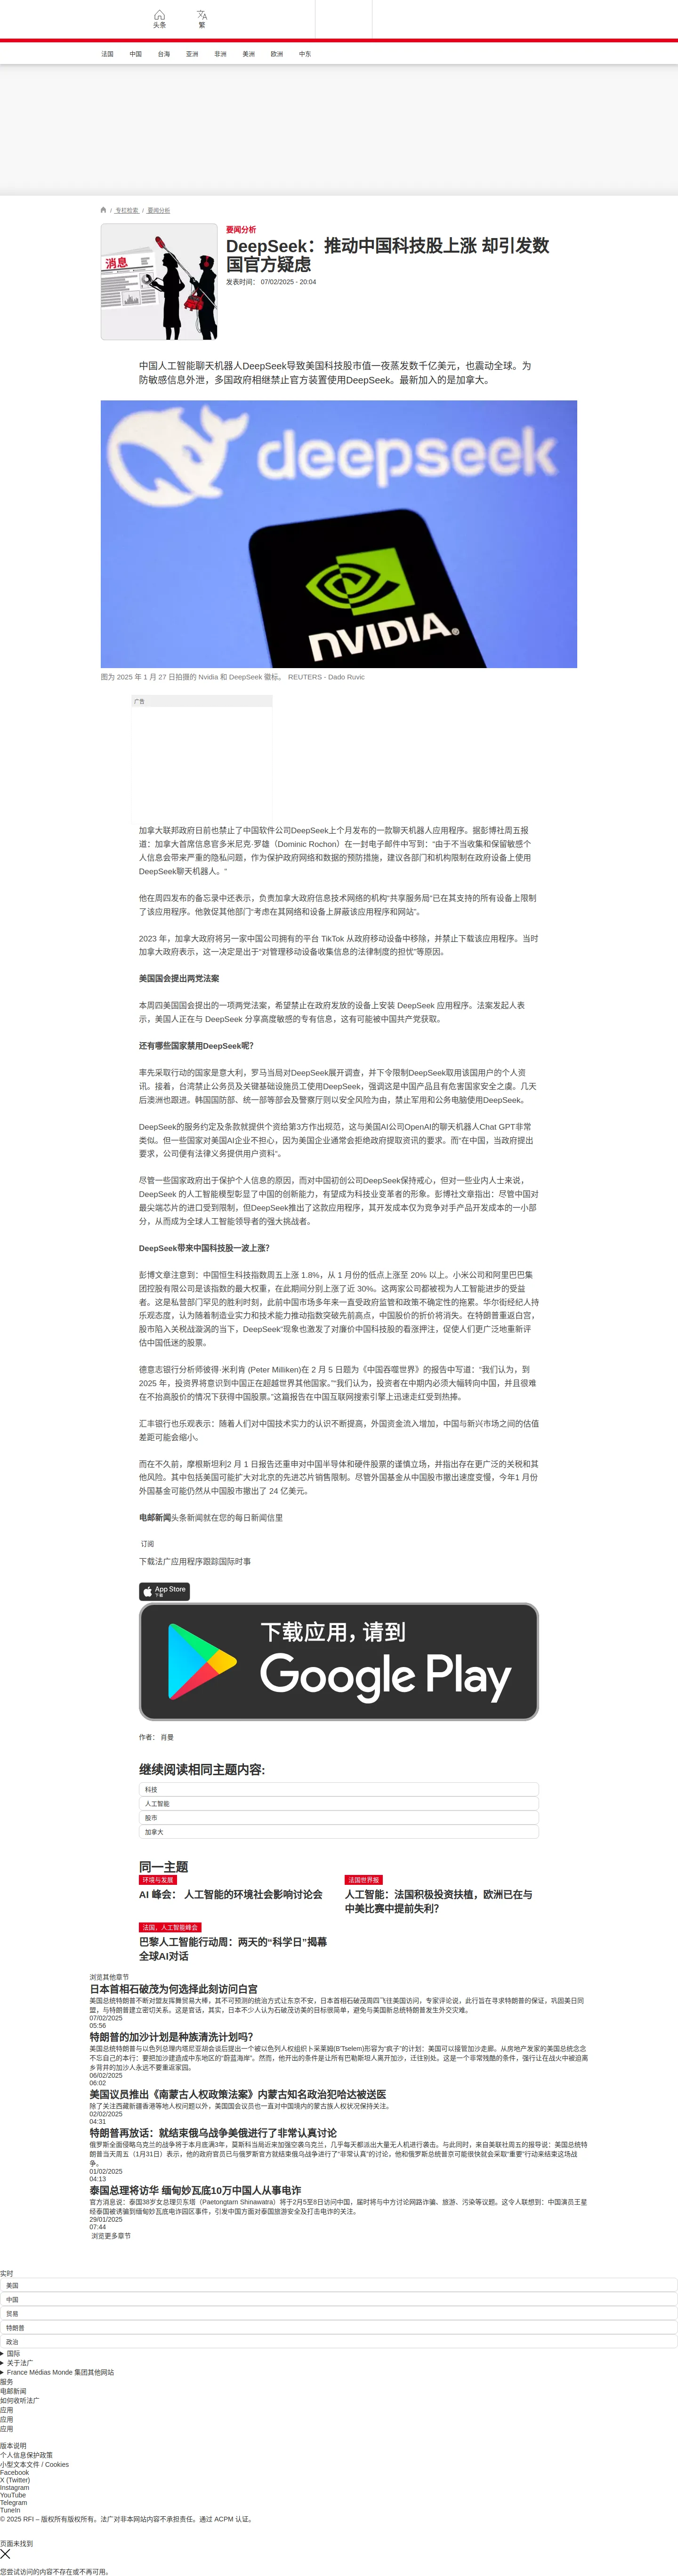 头条
繁
法国 中国 台海 亚洲 非洲 美洲 欧洲 中东
/ 专栏检索 / 要闻分析
消息
要闻分析
DeepSeek：推动中国科技股上涨 却引发数
国官方疑虑
发表时间： 07/02/2025 - 20:04
中国人工智能聊天机器人DeepSeek导致美国科技股市值一夜蒸发数千亿美元，也震动全球。为
防敏感信息外泄，多国政府相继禁止官方装置使用DeepSeek。最新加入的是加拿大。
deepseek
NVIDIA
图为 2025 年 1 月 27 日拍摄的 Nvidia 和 DeepSeek 徽标。 REUTERS - Dado Ruvic
广告
加拿大联邦政府日前也禁止了中国软件公司DeepSeek上个月发布的一款聊天机器人应用程序。据彭博社周五报
道：加拿大首席信息官多米尼克·罗雄（Dominic Rochon）在一封电子邮件中写到：“由于不当收集和保留敏感个
人信息会带来严重的隐私问题，作为保护政府网络和数据的预防措施，建议各部门和机构限制在政府设备上使用
DeepSeek聊天机器人。”
他在周四发布的备忘录中还表示，负责加拿大政府信息技术网络的机构“共享服务局”已在其支持的所有设备上限制
了该应用程序。他敦促其他部门“考虑在其网络和设备上屏蔽该应用程序和网站”。
2023 年，加拿大政府将另一家中国公司拥有的平台 TikTok 从政府移动设备中移除，并禁止下载该应用程序。当时
加拿大政府表示，这一决定是出于“对管理移动设备收集信息的法律制度的担忧”等原因。
美国国会提出两党法案
本周四美国国会提出的一项两党法案，希望禁止在政府发放的设备上安装 DeepSeek 应用程序。法案发起人表
示，美国人正在与 DeepSeek 分享高度敏感的专有信息，这有可能被中国共产党获取。
还有哪些国家禁用DeepSeek呢？
率先采取行动的国家是意大利，罗马当局对DeepSeek展开调查，并下令限制DeepSeek取用该国用户的个人资
讯。接着，台湾禁止公务员及关键基础设施员工使用DeepSeek，强调这是中国产品且有危害国家安全之虞。几天
后澳洲也跟进。韩国国防部、统一部等部会及警察厅则以安全风险为由，禁止军用和公务电脑使用DeepSeek。
DeepSeek的服务约定及条款就提供个资给第3方作出规范，这与美国AI公司OpenAI的聊天机器人Chat GPT非常
类似。但一些国家对美国AI企业不担心，因为美国企业通常会拒绝政府提取资讯的要求。而“在中国，当政府提出
要求，公司便有法律义务提供用户资料”。
尽管一些国家政府出于保护个人信息的原因，而对中国初创公司DeepSeek保持戒心，但对一些业内人士来说，
DeepSeek 的人工智能模型彰显了中国的创新能力，有望成为科技业变革者的形象。彭博社文章指出：尽管中国对
最尖端芯片的进口受到限制，但DeepSeek推出了这款应用程序，其开发成本仅为竞争对手产品开发成本的一小部
分，从而成为全球人工智能领导者的强大挑战者。
DeepSeek带来中国科技股一波上涨？
彭博文章注意到：中国恒生科技指数周五上涨 1.8%，从 1 月份的低点上涨至 20% 以上。小米公司和阿里巴巴集
团控股有限公司是该指数的最大权重，在此期间分别上涨了近 30%。这两家公司都被视为人工智能进步的受益
者。这是私营部门罕见的胜利时刻，此前中国市场多年来一直受政府监管和政策不确定性的拖累。华尔街经纪人持
乐观态度，认为随着制造业实力和技术能力推动指数突破先前高点，中国股价的折价将消失。在特朗普重返白宫，
股市陷入关税战漩涡的当下，DeepSeek”现象也激发了对廉价中国科技股的看涨押注，促使人们更广泛地重新评
估中国低迷的股票。
德意志银行分析师彼得·米利肯 (Peter Milliken)在 2 月 5 日题为《中国吞噬世界》的报告中写道：“我们认为，到
2025 年，投资界将意识到中国正在超越世界其他国家。”“我们认为，投资者在中期内必须大幅转向中国，并且很难
在不抬高股价的情况下获得中国股票。”这篇报告在中国互联网搜索引擎上迅速走红受到热捧。
汇丰银行也乐观表示：随着人们对中国技术实力的认识不断提高，外国资金流入增加，中国与新兴市场之间的估值
差距可能会缩小。
而在不久前，摩根斯坦利2 月 1 日报告还重申对中国半导体和硬件股票的谨慎立场，并指出存在更广泛的关税和其
他风险。其中包括美国可能扩大对北京的先进芯片销售限制。尽管外国基金从中国股市撤出速度变慢，今年1 月份
外国基金可能仍然从中国股市撤出了 24 亿美元。
电邮新闻头条新闻就在您的每日新闻信里
订阅
下载法广应用程序跟踪国际时事
App Store
下载
下载应用，请到
Google Play
作者： 肖曼
继续阅读相同主题内容:
科技
人工智能
股市
加拿大
同一主题
环境与发展
AI 峰会： 人工智能的环境社会影响讨论会
法国世界报
人工智能：法国积极投资扶植，欧洲已在与
中美比赛中提前失利？
法国，人工智能峰会
巴黎人工智能行动周：两天的“科学日”揭幕
全球AI对话
浏览其他章节
日本首相石破茂为何选择此刻访问白宫
美国总统特朗普不断对盟友挥舞贸易大棒，其不可预测的统治方式让东京不安，日本首相石破茂周四飞往美国访问，专家评论说，此行旨在寻求特朗普的保证，巩固美日同
盟，与特朗普建立密切关系。这是官话，其实，日本不少人认为石破茂访美的目标很简单，避免与美国新总统特朗普发生外交灾难。
07/02/2025
05:56
特朗普的加沙计划是种族清洗计划吗？
美国总统特朗普与以色列总理内塔尼亚胡会谈后提出一个被以色列人权组织卜采莱姆(B'Tselem)形容为“疯子”的计划：美国可以接管加沙走廊。从房地产发家的美国总统念念
不忘自己的本行：要把加沙建造成中东地区的“蔚蓝海岸”。然而，他开出的条件是让所有巴勒斯坦人离开加沙，迁往别处。这是一个非常残酷的条件，强行让在战火中被迫离
乡背井的加沙人永远不要重返家园。
06/02/2025
06:02
美国议员推出《南蒙古人权政策法案》内蒙古知名政治犯哈达被送医
除了关注西藏新疆香港等地人权问题以外，美国国会议员也一直对中国境内的蒙古族人权状况保持关注。
02/02/2025
04:31
特朗普再放话：就结束俄乌战争美俄进行了非常认真讨论
俄罗斯全面侵略乌克兰的战争将于本月底满3年，莫斯科当局近来加强空袭乌克兰，几乎每天都派出大量无人机进行袭击。与此同时，来自美联社周五的报导说：美国总统特
朗普当天周五（1月31日）表示，他的政府官员已与俄罗斯官方就结束俄乌战争进行了“非常认真”的讨论，他和俄罗斯总统普京可能很快就会采取“重要”行动来结束这场战
争。
01/02/2025
04:13
泰国总理将访华 缅甸妙瓦底10万中国人从事电诈
官方消息说：泰国38岁女总理贝东塔（Paetongtarn Shinawatra）将于2月5至8日访问中国，届时将与中方讨论网路诈骗、旅游、污染等议题。这令人联想到：中国演员王星
经泰国被诱骗到缅甸妙瓦底电诈园区事件，引发中国方面对泰国旅游安全及打击电诈的关注。
29/01/2025
07:44
浏览更多章节
实时
美国
中国
贸易
特朗普
政治
国际
关于法广
France Médias Monde 集团其他网站
服务
电邮新闻
如何收听法广
应用
应用
应用
版本说明
个人信息保护政策
小型文本文件 / Cookies
Facebook
X (Twitter)
Instagram
YouTube
Telegram
TuneIn
© 2025 RFI – 版权所有版权所有。法广对非本网站内容不承担责任。通过 ACPM 认证。
页面未找到
您尝试访问的内容不存在或不再可用。